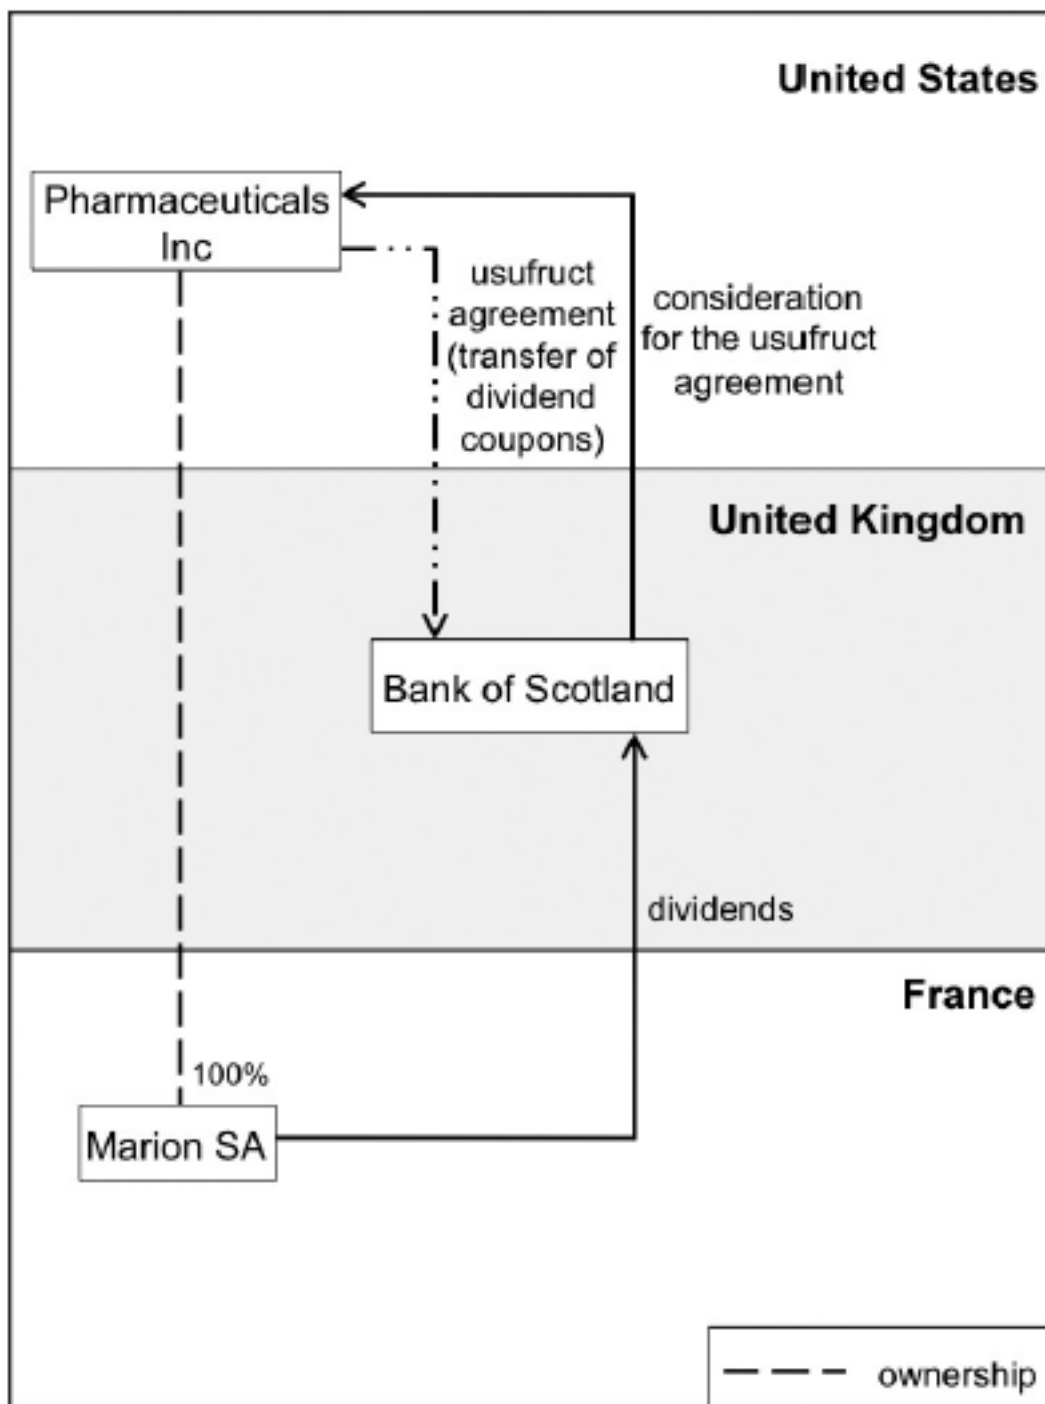 United States
Pharmaceuticals
Inc
usufruct
agreement
(transfer of
dividend
coupons)
consideration
for the usufruct
agreement
United Kingdom
Bank of Scotland
dividends
France
100%
Marion SA
ownership